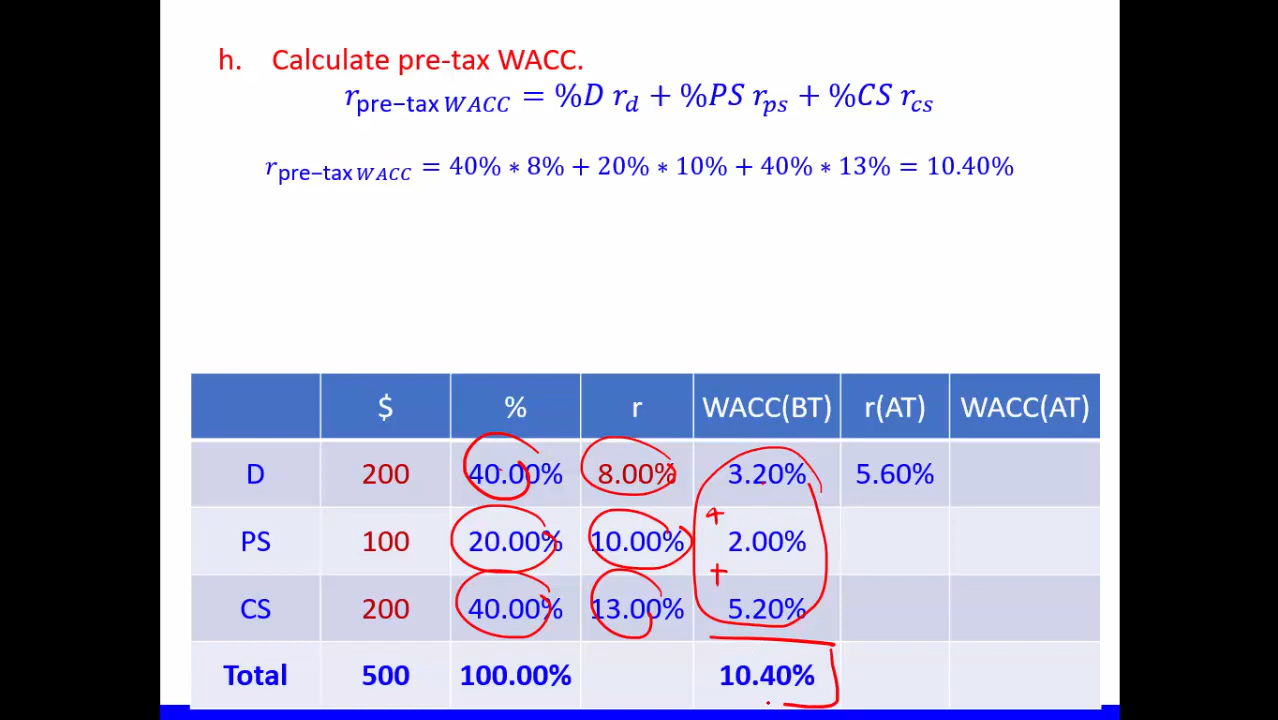 h. Calculate pre-tax WACC.
r_pre−tax WACC = %D r_d + %PS r_ps + %CS r_cs
r_pre−tax WACC = 40% ∗ 8% + 20% ∗ 10% + 40% ∗ 13% = 10.40%
$ % r WACC(BT) r(AT) WACC(AT)
D 200 40.00% 8.00% 3.20% 5.60%
+
PS 100 20.00% 10.00% 2.00%
+
CS 200 40.00% 13.00% 5.20%
Total 500 100.00% 10.40%